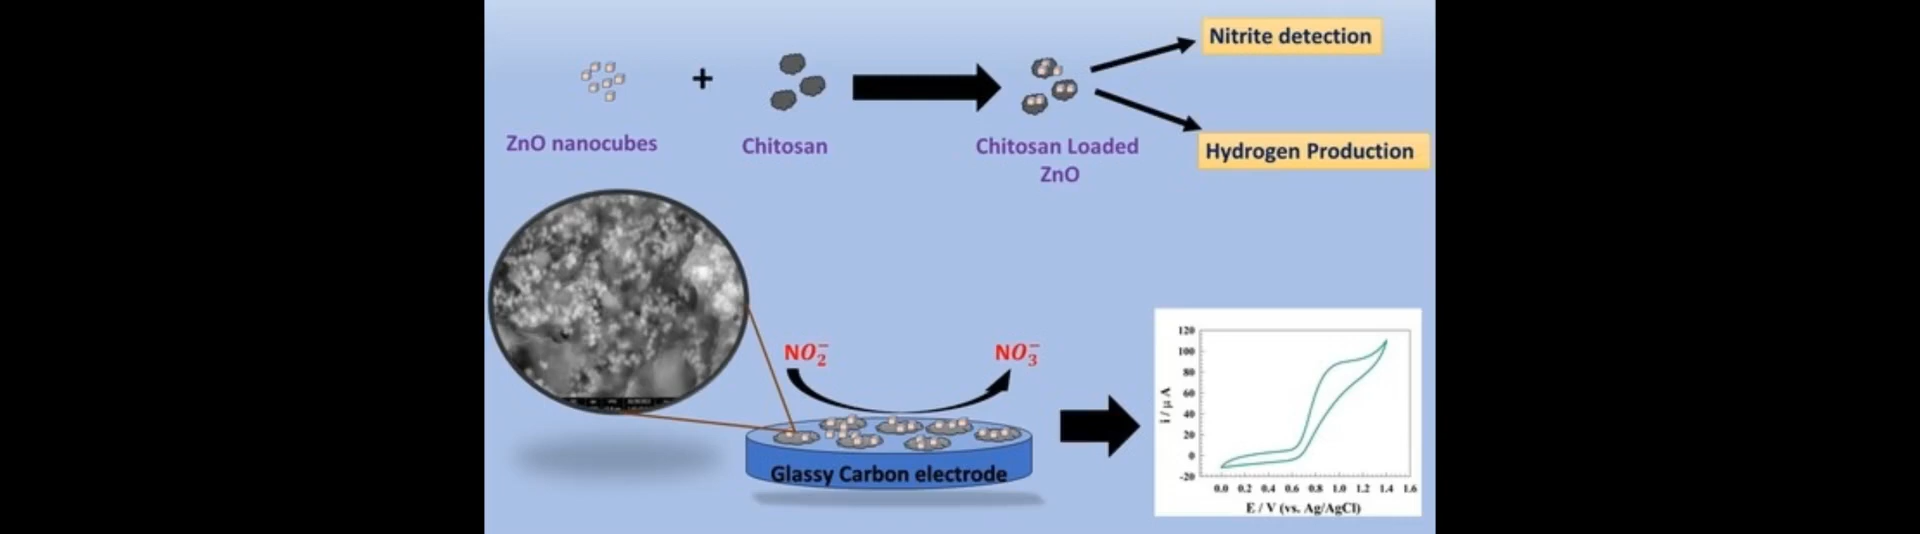 Nitrite detection
+
ZnO nanocubes
Chitosan
Chitosan Loaded
ZnO
Hydrogen Production
NO₂⁻
NO₃⁻
Glassy Carbon electrode
120
100
80
60
40
20
0
-20
i / µ A
0.0 0.2 0.4 0.6 0.8 1.0 1.2 1.4 1.6
E / V (vs. Ag/AgCl)